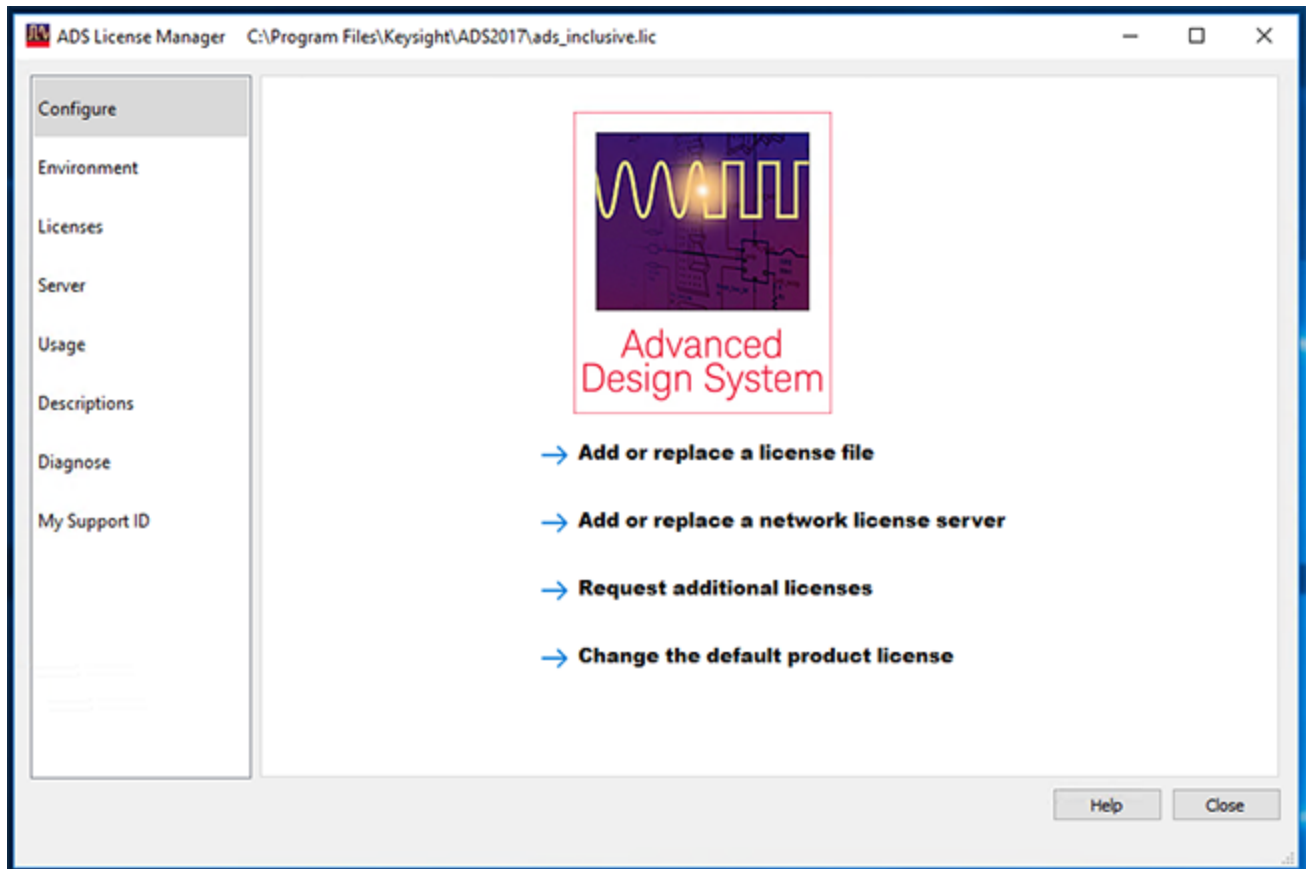 ADS License Manager C:\Program Files\Keysight\ADS2017\ads_inclusive.lic
Configure
Environment
Licenses
Server
Usage
Descriptions
Diagnose
My Support ID
Advanced
Design System
Add or replace a license file
Add or replace a network license server
Request additional licenses
Change the default product license
Help
Close